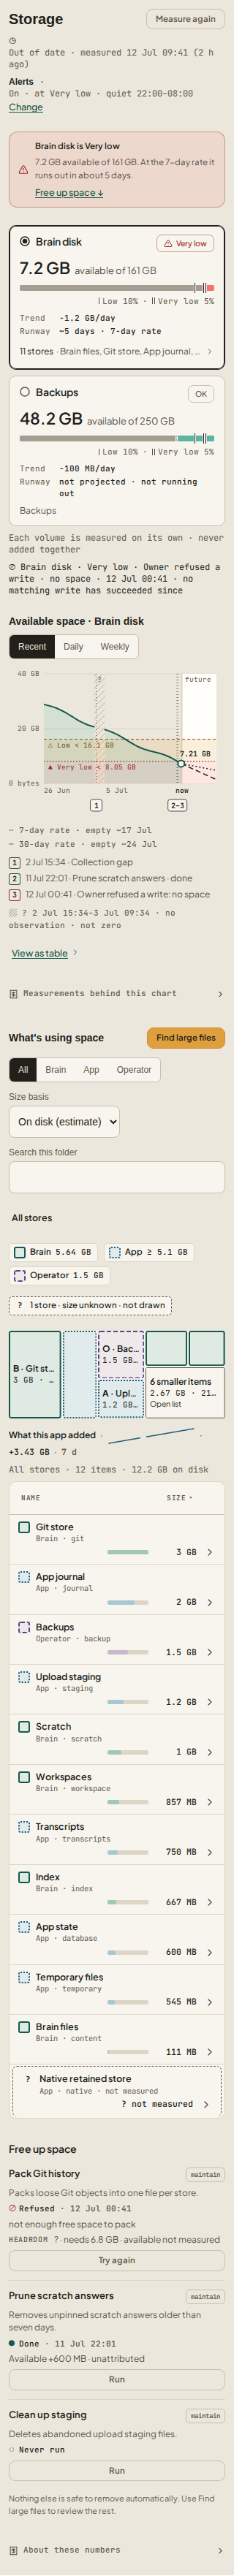 Storage
Measure again
Out of date · measured 12 Jul 09:41 (2 h
ago)
Alerts ·
On · at Very low · quiet 22:00–08:00
Change
Brain disk is Very low
7.2 GB available of 161 GB. At the 7-day rate it
runs out in about 5 days.
Free up space ↓
Brain disk
Very low
7.2 GB available of 161 GB
Low 10% · Very low 5%
Trend -1.2 GB/day
Runway ~5 days · 7-day rate
11 stores · Brain files, Git store, App journal, …
Backups
OK
48.2 GB available of 250 GB
Low 10% · Very low 5%
Trend -100 MB/day
Runway not projected · not running
out
Backups
Each volume is measured on its own · never
added together
Brain disk · Very low · Owner refused a
write · no space · 12 Jul 00:41 · no
matching write has succeeded since
Available space · Brain disk
Recent Daily Weekly
40 GB
?
future
20 GB
Low < 16.1 GB
7.21 GB
Very low < 8.05 GB
0 bytes
26 Jun 5 Jul now
1 2–3
7-day rate · empty ~17 Jul
30-day rate · empty ~24 Jul
1 2 Jul 15:34 · Collection gap
2 11 Jul 22:01 · Prune scratch answers · done
3 12 Jul 00:41 · Owner refused a write: no space
? 2 Jul 15:34–3 Jul 09:34 · no
observation · not zero
View as table
Measurements behind this chart
What's using space
Find large files
All Brain App Operator
Size basis
On disk (estimate)
Search this folder
All stores
Brain 5.64 GB
App ≥ 5.1 GB
Operator 1.5 GB
? 1 store · size unknown · not drawn
B · Git st…
3 GB · …
O · Bac…
1.5 GB…
A · Upl…
1.2 GB…
6 smaller items
2.67 GB · 21…
Open list
What this app added ·
+3.43 GB · 7 d
All stores · 12 items · 12.2 GB on disk
NAME SIZE
Git store
Brain · git
3 GB
App journal
App · journal
2 GB
Backups
Operator · backup
1.5 GB
Upload staging
App · staging
1.2 GB
Scratch
Brain · scratch
1 GB
Workspaces
Brain · workspace
857 MB
Transcripts
App · transcripts
750 MB
Index
Brain · index
667 MB
App state
App · database
600 MB
Temporary files
App · temporary
545 MB
Brain files
Brain · content
111 MB
? Native retained store
App · native · not measured
? not measured
Free up space
Pack Git history
maintain
Packs loose Git objects into one file per store.
Refused · 12 Jul 00:41
not enough free space to pack
HEADROOM ? · needs 6.8 GB · available not measured
Try again
Prune scratch answers
maintain
Removes unpinned scratch answers older than
seven days.
Done · 11 Jul 22:01
Available +600 MB · unattributed
Run
Clean up staging
maintain
Deletes abandoned upload staging files.
Never run
Run
Nothing else is safe to remove automatically. Use Find
large files to review the rest.
About these numbers